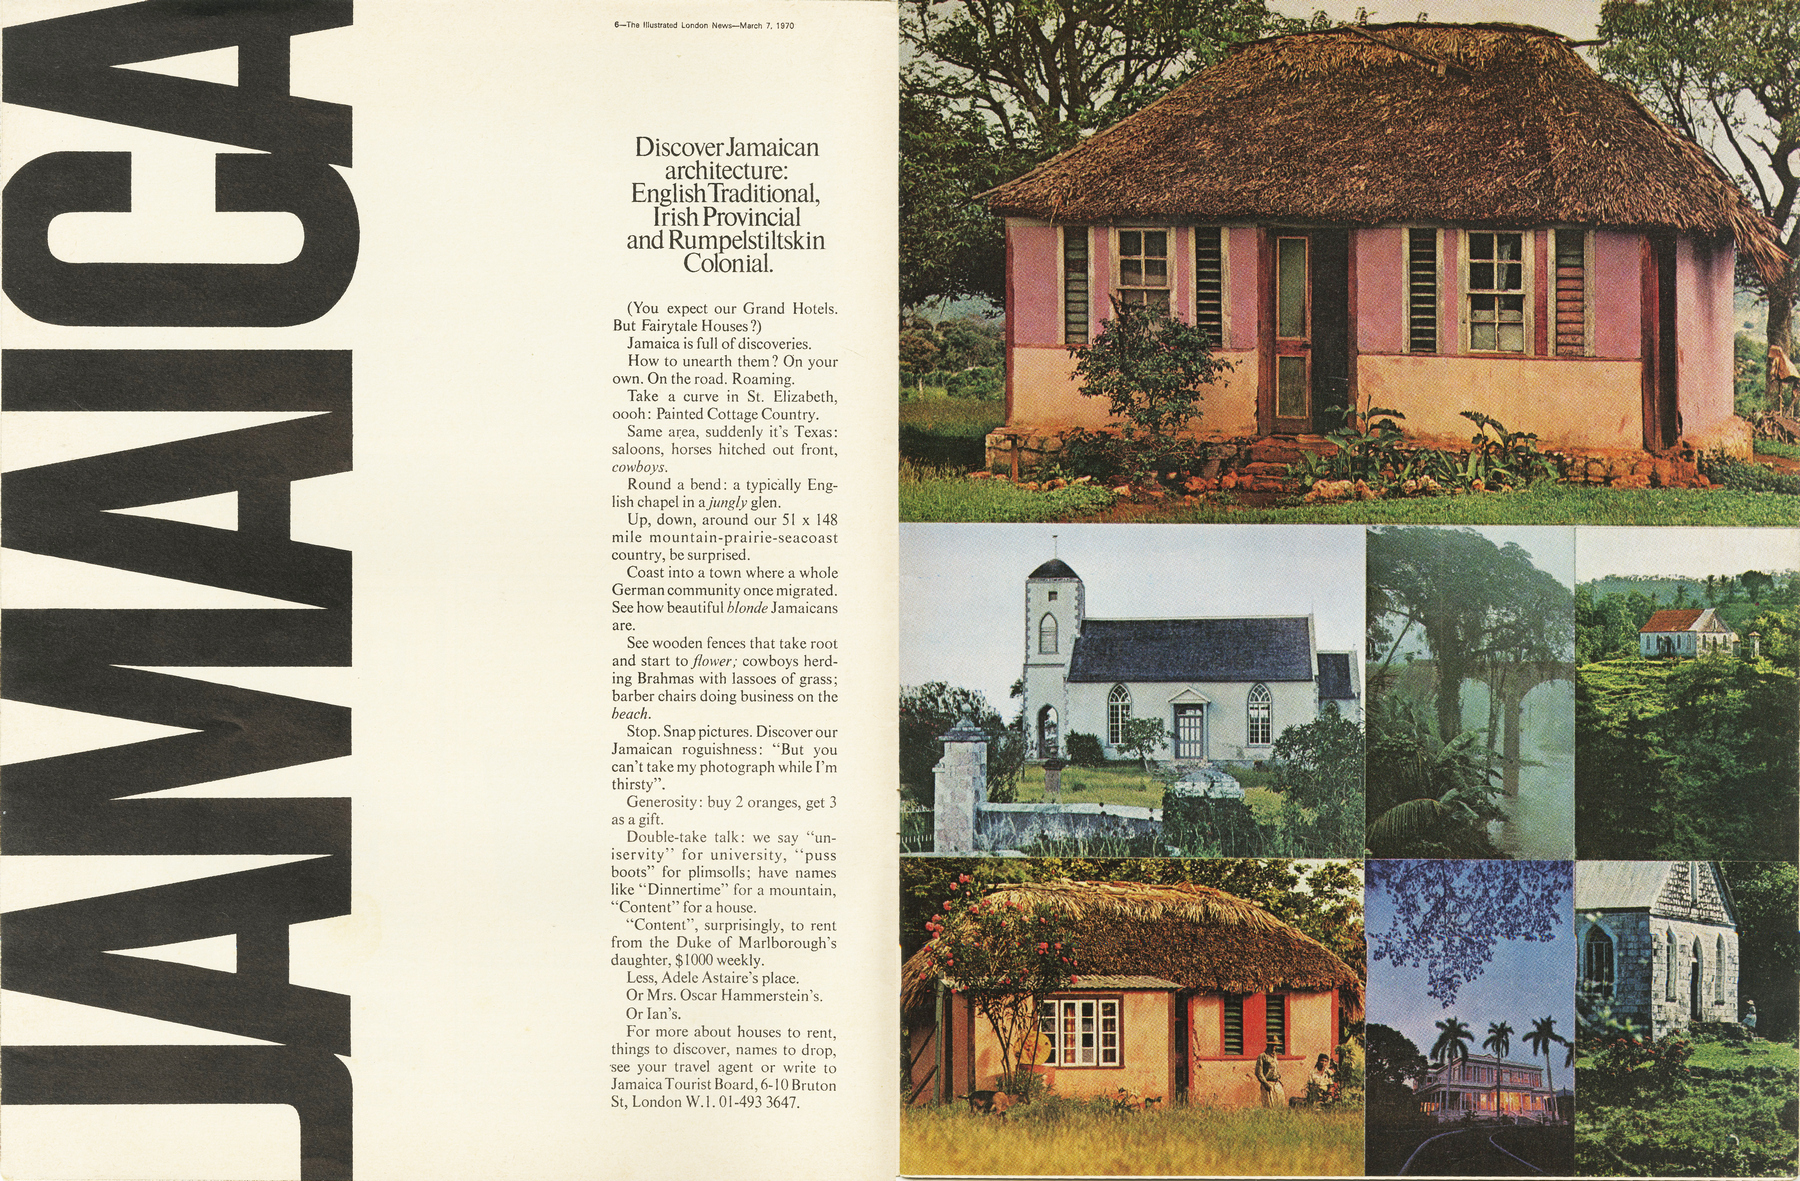 JAMAICA
6—The Illustrated London News—March 7, 1970
Discover Jamaican
architecture:
English Traditional,
Irish Provincial
and Rumpelstiltskin
Colonial.
(You expect our Grand Hotels.
But Fairytale Houses?)
Jamaica is full of discoveries.
How to unearth them? On your
own. On the road. Roaming.
Take a curve in St. Elizabeth,
oooh: Painted Cottage Country.
Same area, suddenly it's Texas:
saloons, horses hitched out front,
cowboys.
Round a bend: a typically Eng-
lish chapel in a jungly glen.
Up, down, around our 51 x 148
mile mountain-prairie-seacoast
country, be surprised.
Coast into a town where a whole
German community once migrated.
See how beautiful blonde Jamaicans
are.
See wooden fences that take root
and start to flower; cowboys herd-
ing Brahmas with lassoes of grass;
barber chairs doing business on the
beach.
Stop. Snap pictures. Discover our
Jamaican roguishness: "But you
can't take my photograph while I'm
thirsty".
Generosity: buy 2 oranges, get 3
as a gift.
Double-take talk: we say "un-
iservity" for university, "puss
boots" for plimsolls; have names
like "Dinnertime" for a mountain,
"Content" for a house.
"Content", surprisingly, to rent
from the Duke of Marlborough's
daughter, $1000 weekly.
Less, Adele Astaire's place.
Or Mrs. Oscar Hammerstein's.
Or Ian's.
For more about houses to rent,
things to discover, names to drop,
see your travel agent or write to
Jamaica Tourist Board, 6-10 Bruton
St, London W.1. 01-493 3647.